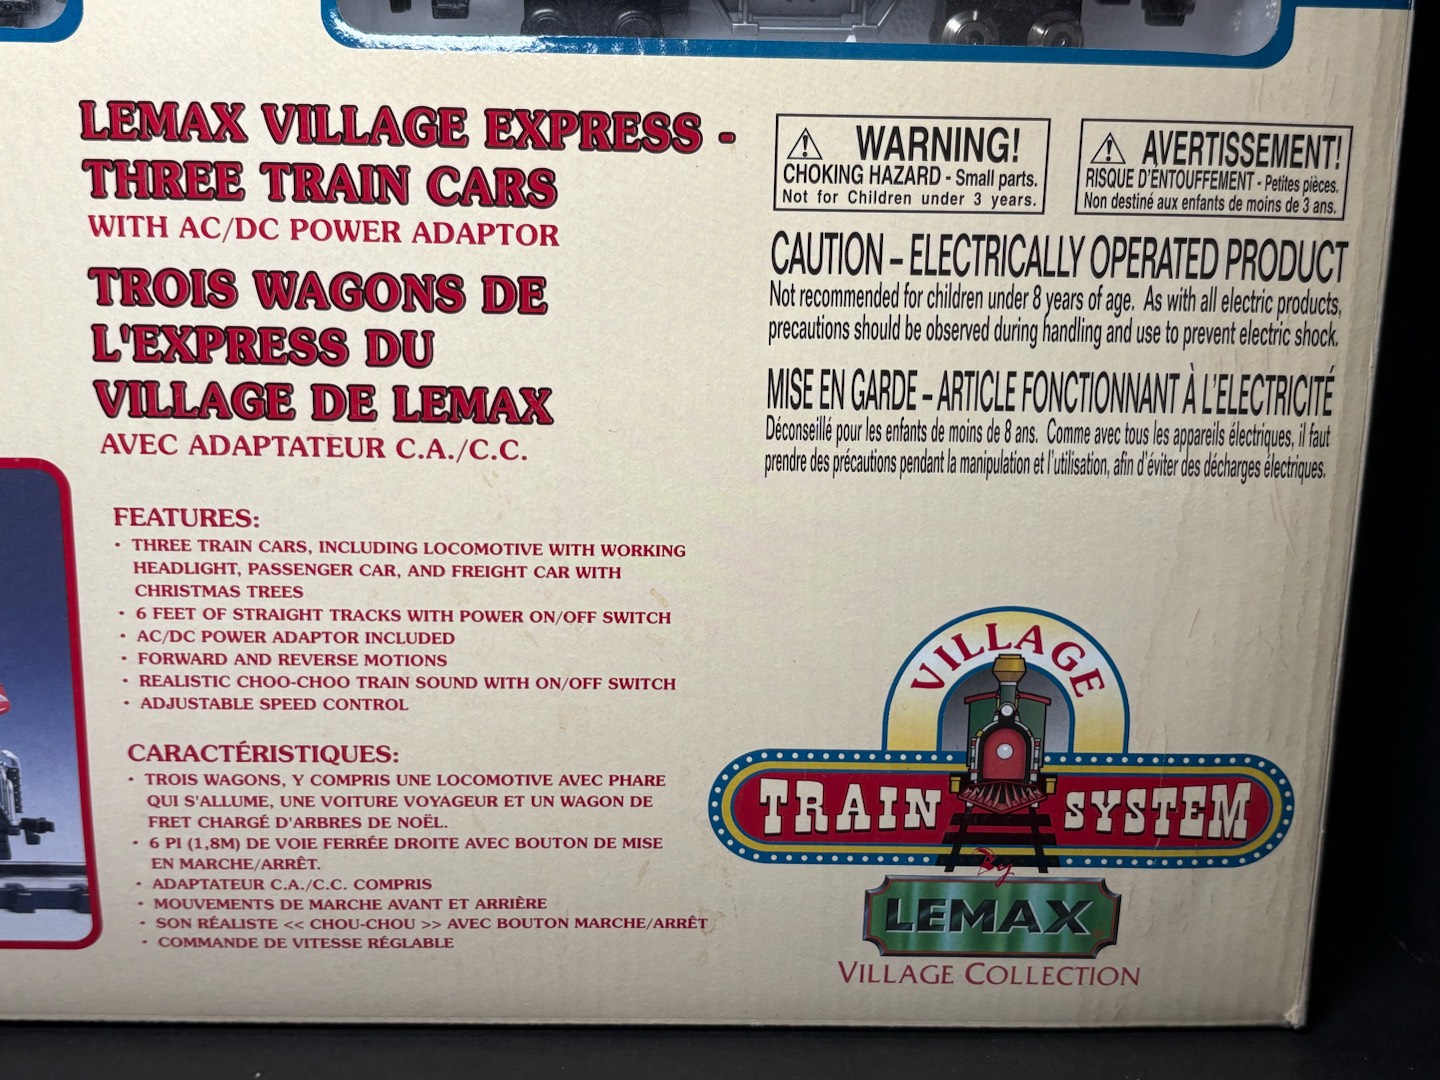 LEMAX VILLAGE EXPRESS -
THREE TRAIN CARS
WITH AC/DC POWER ADAPTOR
TROIS WAGONS DE
L'EXPRESS DU
VILLAGE DE LEMAX
AVEC ADAPTATEUR C.A./C.C.
FEATURES:
• THREE TRAIN CARS, INCLUDING LOCOMOTIVE WITH WORKING
HEADLIGHT, PASSENGER CAR, AND FREIGHT CAR WITH
CHRISTMAS TREES
• 6 FEET OF STRAIGHT TRACKS WITH POWER ON/OFF SWITCH
• AC/DC POWER ADAPTOR INCLUDED
• FORWARD AND REVERSE MOTIONS
• REALISTIC CHOO-CHOO TRAIN SOUND WITH ON/OFF SWITCH
• ADJUSTABLE SPEED CONTROL
CARACTÉRISTIQUES:
• TROIS WAGONS, Y COMPRIS UNE LOCOMOTIVE AVEC PHARE
QUI S'ALLUME, UNE VOITURE VOYAGEUR ET UN WAGON DE
FRET CHARGÉ D'ARBRES DE NOËL.
• 6 PI (1,8M) DE VOIE FERRÉE DROITE AVEC BOUTON DE MISE
EN MARCHE/ARRÊT.
• ADAPTATEUR C.A./C.C. COMPRIS
• MOUVEMENTS DE MARCHE AVANT ET ARRIÈRE
• SON RÉALISTE << CHOU-CHOU >> AVEC BOUTON MARCHE/ARRÊT
• COMMANDE DE VITESSE RÉGLABLE
WARNING!
CHOKING HAZARD - Small parts.
Not for Children under 3 years.
AVERTISSEMENT!
RISQUE D'ÉNTOUFFEMENT - Petites pièces.
Non destiné aux enfants de moins de 3 ans.
CAUTION – ELECTRICALLY OPERATED PRODUCT
Not recommended for children under 8 years of age. As with all electric products,
precautions should be observed during handling and use to prevent electric shock.
MISE EN GARDE – ARTICLE FONCTIONNANT À L'ELECTRICITÉ
Déconseillé pour les enfants de moins de 8 ans. Comme avec tous les appareils électriques, il faut
prendre des précautions pendant la manipulation et l'utilisation, afin d'éviter des décharges électriques.
VILLAGE
TRAIN SYSTEM
By
LEMAX
VILLAGE COLLECTION